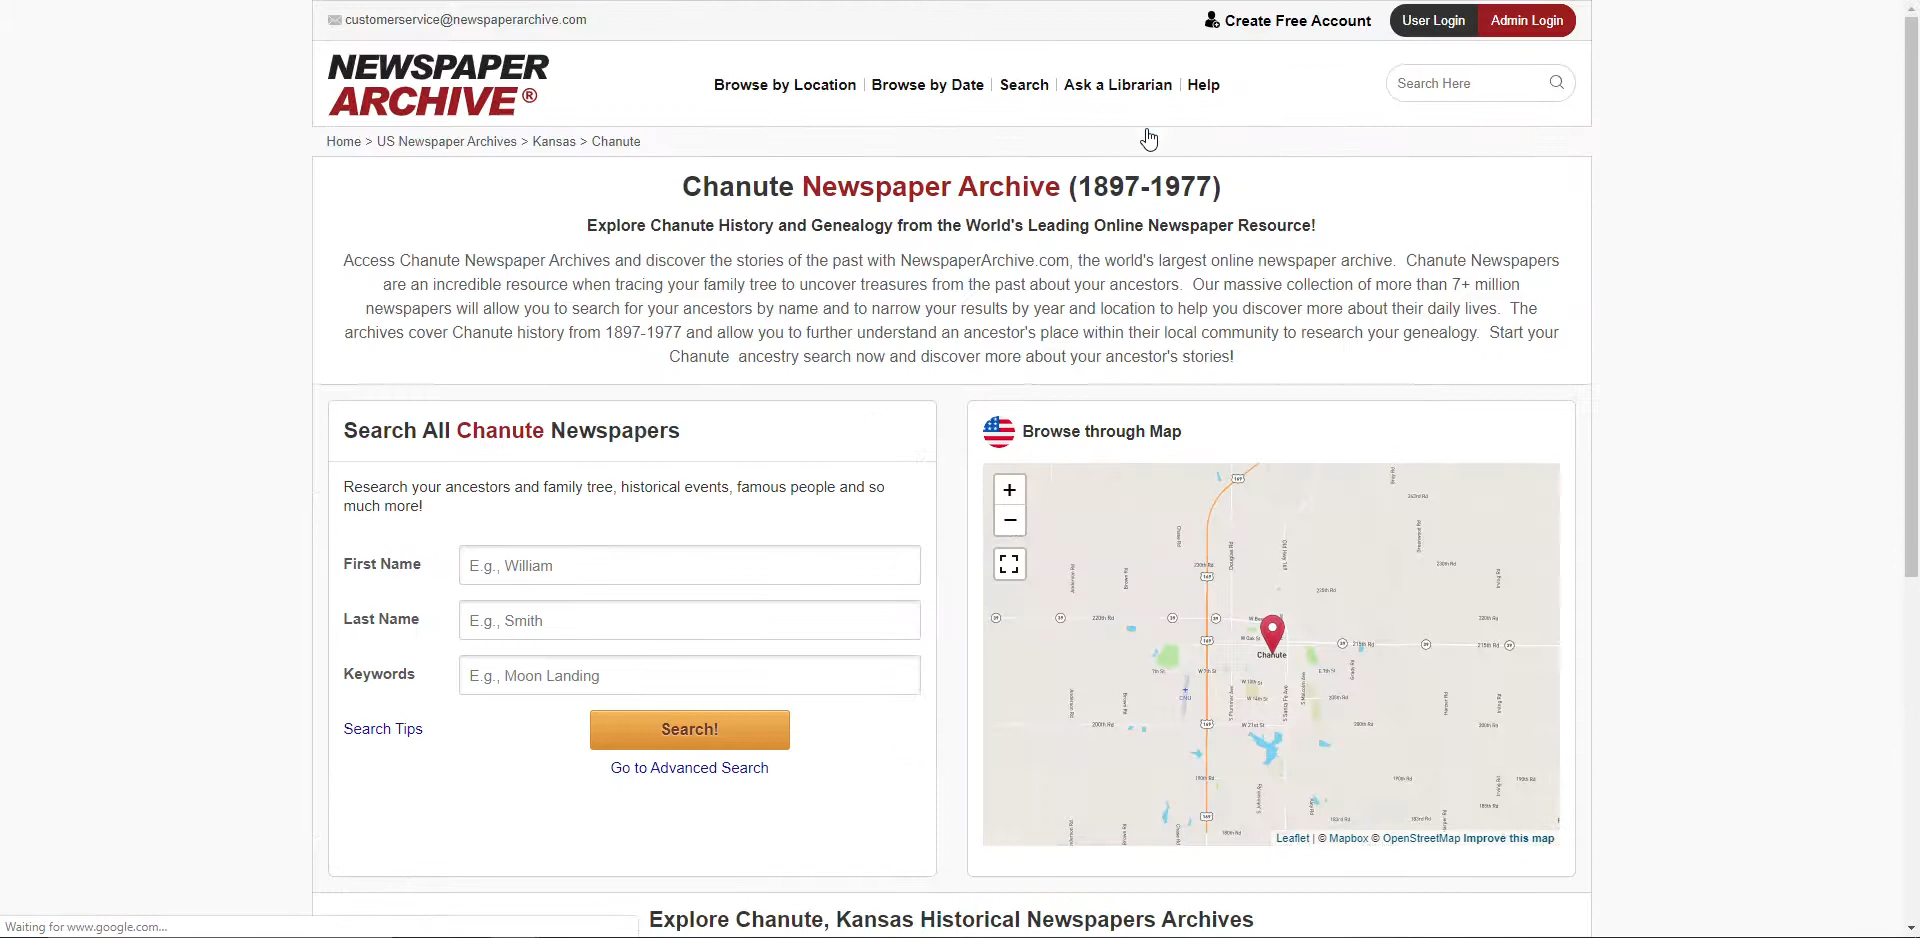 customerservice@newspaperarchive.com
Create Free Account
User Login
Admin Login
NEWSPAPER
ARCHIVE®
Browse by Location
Browse by Date
Search
Ask a Librarian
Help
Search Here
Home > US Newspaper Archives > Kansas > Chanute
Chanute Newspaper Archive (1897-1977)
Explore Chanute History and Genealogy from the World's Leading Online Newspaper Resource!
Access Chanute Newspaper Archives and discover the stories of the past with NewspaperArchive.com, the world's largest online newspaper archive. Chanute Newspapers
are an incredible resource when tracing your family tree to uncover treasures from the past about your ancestors. Our massive collection of more than 7+ million
newspapers will allow you to search for your ancestors by name and to narrow your results by year and location to help you discover more about their daily lives. The
archives cover Chanute history from 1897-1977 and allow you to further understand an ancestor's place within their local community to research your genealogy. Start your
Chanute ancestry search now and discover more about your ancestor's stories!
Search All Chanute Newspapers
Research your ancestors and family tree, historical events, famous people and so
much more!
First Name
E.g., William
Last Name
E.g., Smith
Keywords
E.g., Moon Landing
Search Tips
Search!
Go to Advanced Search
Browse through Map
+
−
Chanute
220th Rd
215th Rd
200th Rd
190th Rd
Leaflet | © Mapbox © OpenStreetMap Improve this map
Explore Chanute, Kansas Historical Newspapers Archives
Waiting for www.google.com...